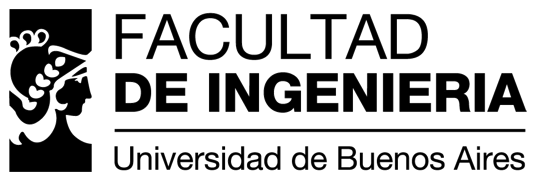 FACULTAD
DE INGENIERIA
Universidad de Buenos Aires